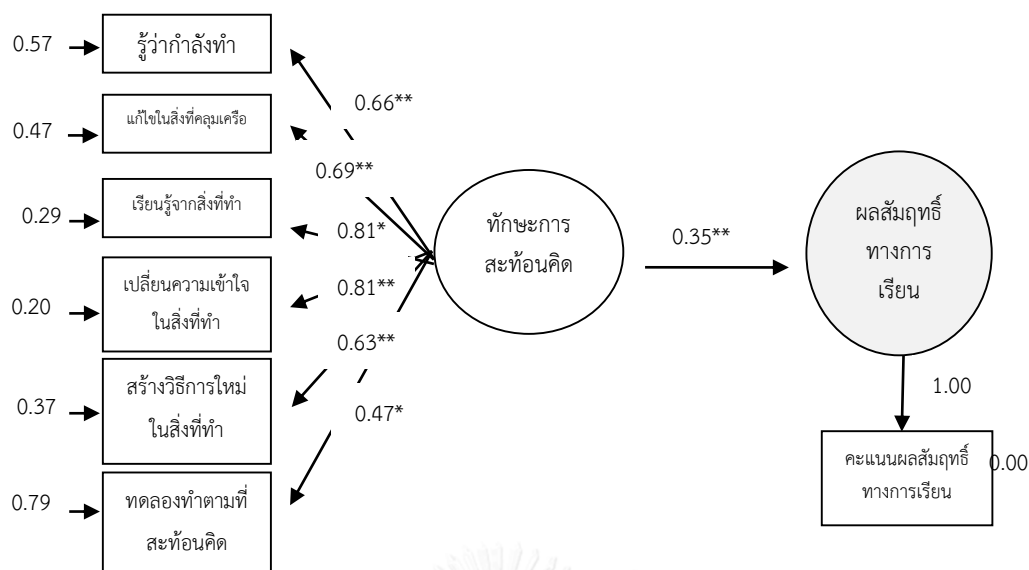 0.57
รู้ว่ากำลังทำ
0.66**
0.47
แก้ไขในสิ่งที่คลุมเครือ
0.69**
0.29
เรียนรู้จากสิ่งที่ทำ
0.81*
0.20
เปลี่ยนความเข้าใจ
ในสิ่งที่ทำ
0.81**
0.37
สร้างวิธีการใหม่
ในสิ่งที่ทำ
0.63**
0.79
ทดลองทำตามที่
สะท้อนคิด
0.47*
ทักษะการ
สะท้อนคิด
0.35**
ผลสัมฤทธิ์
ทางการ
เรียน
1.00
คะแนนผลสัมฤทธิ์
ทางการเรียน
0.00